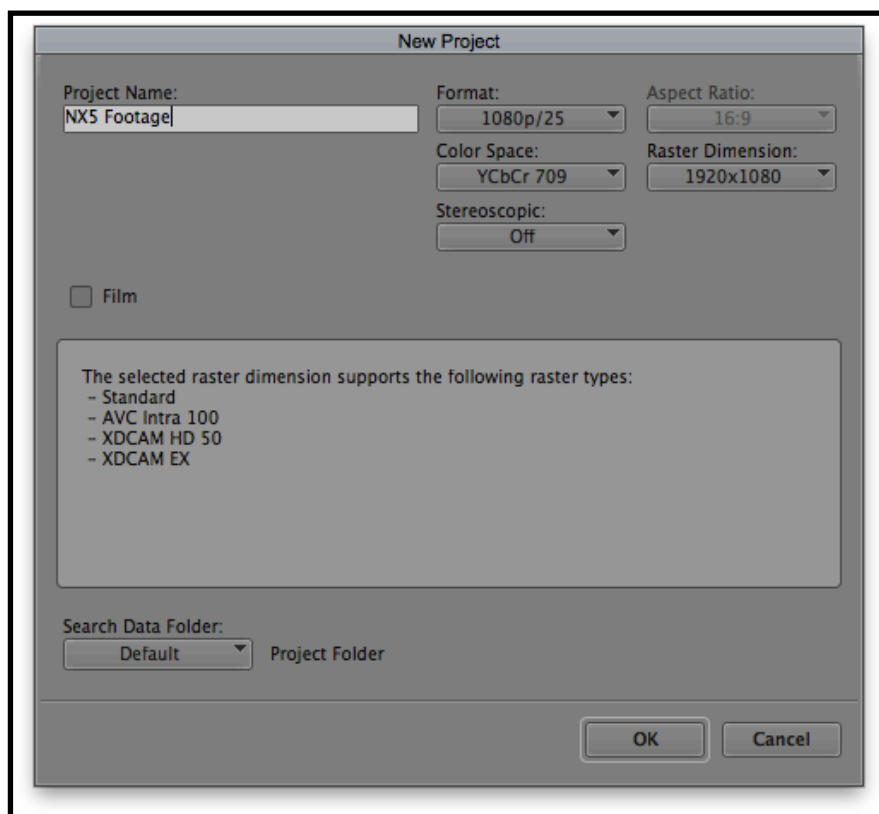 New Project
Project Name:
NX5 Footage
Format:
1080p/25
Aspect Ratio:
16:9
Color Space:
YCbCr 709
Raster Dimension:
1920x1080
Stereoscopic:
Off
Film
The selected raster dimension supports the following raster types:
– Standard
– AVC Intra 100
– XDCAM HD 50
– XDCAM EX
Search Data Folder:
Default
Project Folder
OK
Cancel